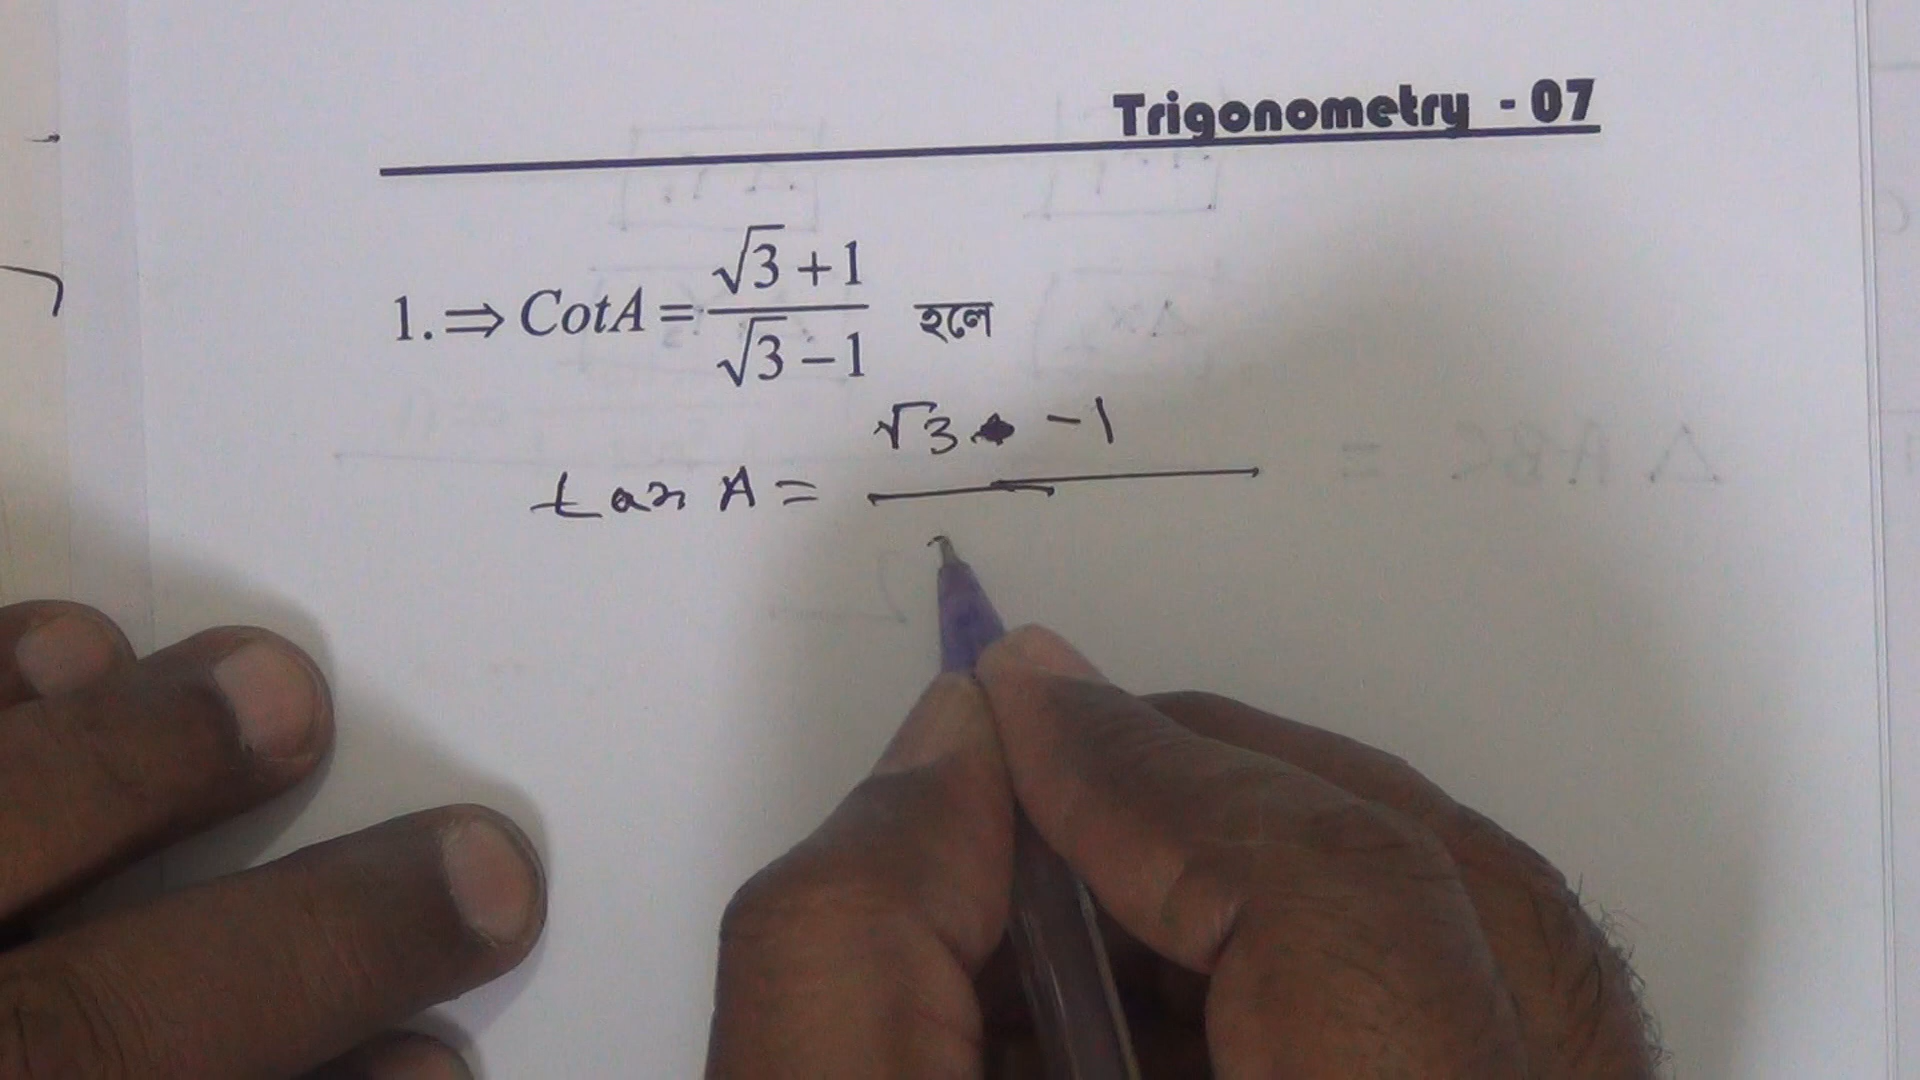 Trigonometry - 07
1.⇒ CotA = (√3 + 1)/(√3 − 1) হলে
tan A = √3 - 1